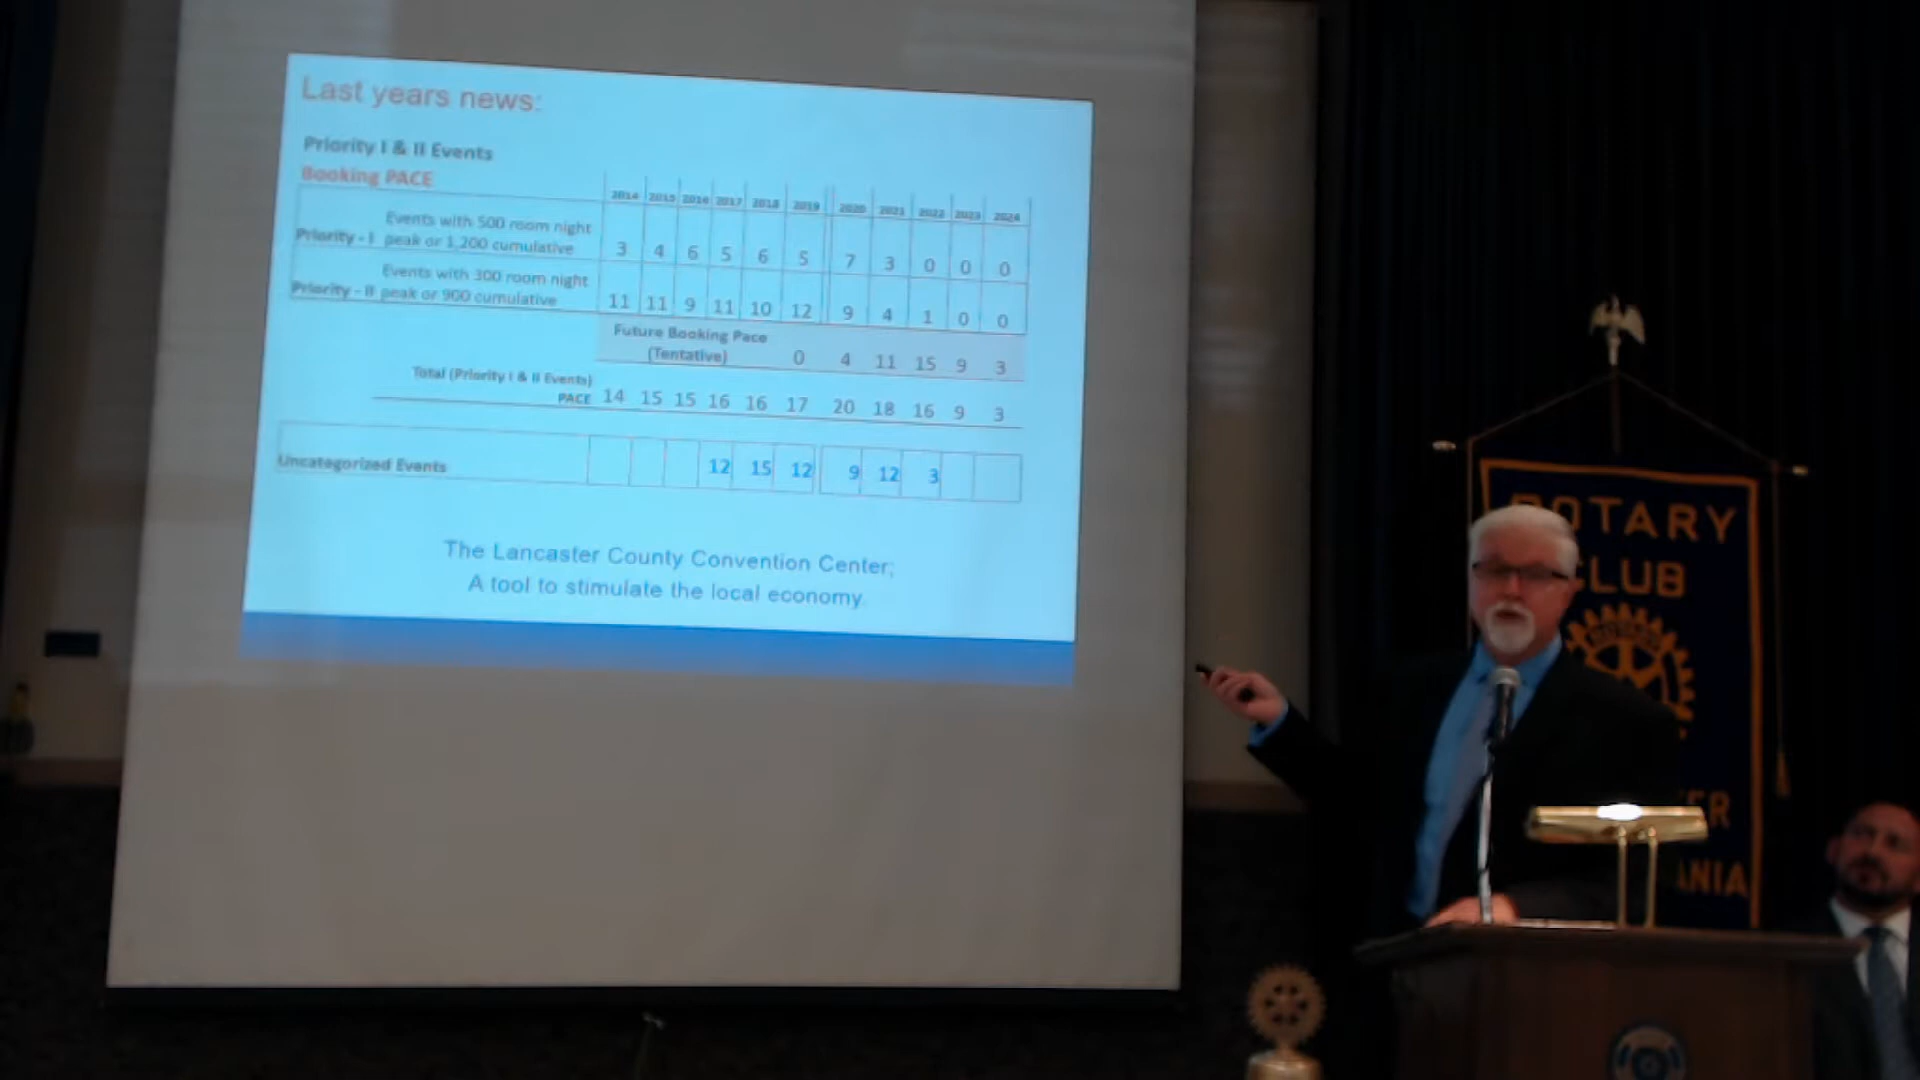 Last years news:
Priority I & II Events
Booking PACE
2014 2015 2016 2017 2018 2019 2020 2021 2022 2023 2024
Events with 500 room night
Priority - I peak or 1,200 cumulative 3 4 6 5 6 5 7 3 0 0 0
Events with 300 room night
Priority - II peak or 900 cumulative 11 11 9 11 10 12 9 4 1 0 0
Future Booking Pace
(Tentative) 0 4 11 15 9 3
Total (Priority I & II Events)
PACE 14 15 15 16 16 17 20 18 16 9 3
Uncategorized Events 12 15 12 9 12 3
The Lancaster County Convention Center;
A tool to stimulate the local economy.
ROTARY
CLUB
ROTARY
ER
ANIA